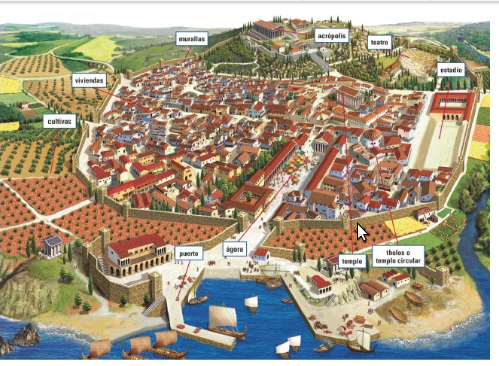 murallas
acrópolis
teatro
estadio
viviendas
cultivos
puerto
ágora
templo
tholos o
templo circular